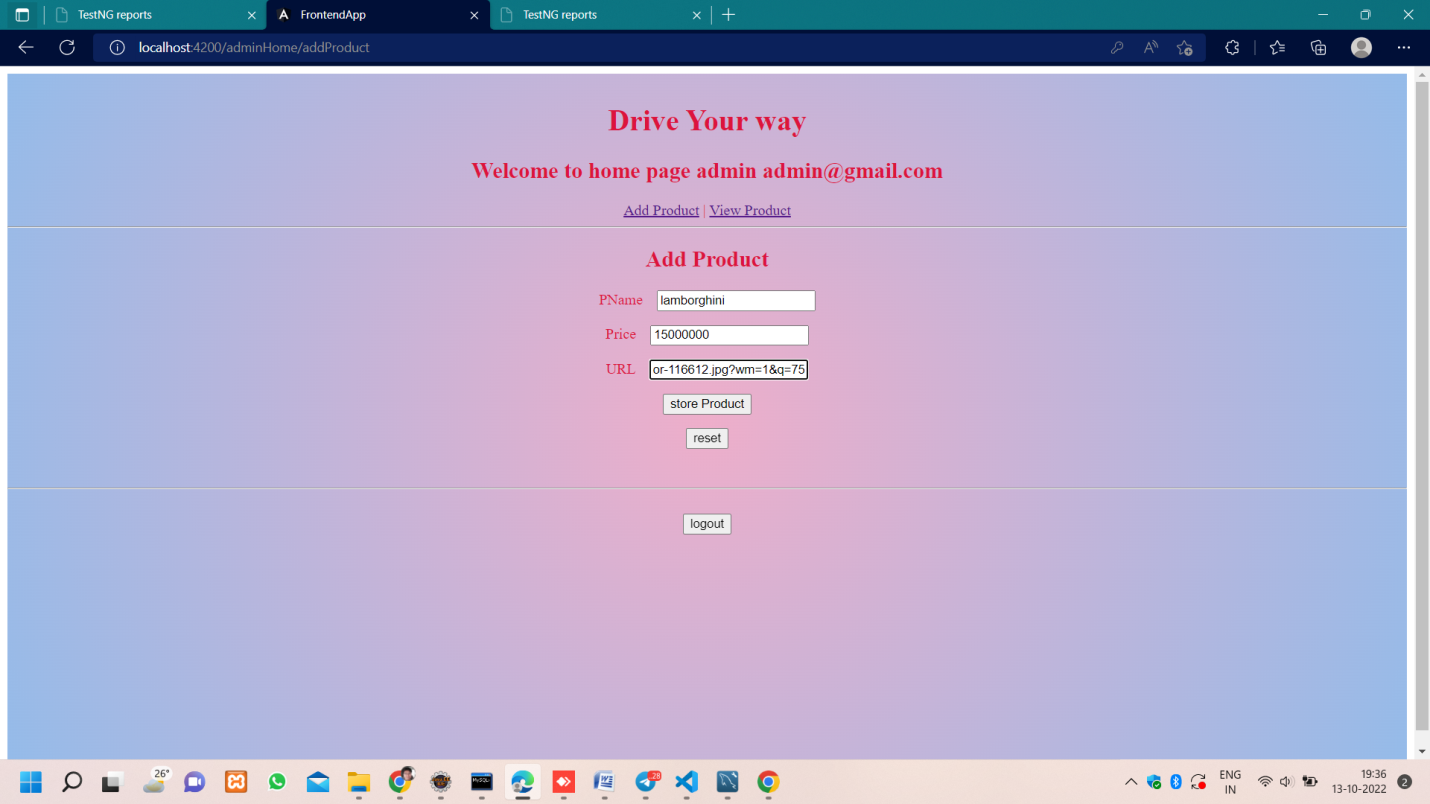 TestNG reports
FrontendApp
TestNG reports
localhost:4200/adminHome/addProduct
Drive Your way
Welcome to home page admin admin@gmail.com
Add Product | View Product
Add Product
PName lamborghini
Price 15000000
URL or-116612.jpg?wm=1&q=75
store Product
reset
logout
26°
MySQL
28
ENG
IN
19:36
13-10-2022
2